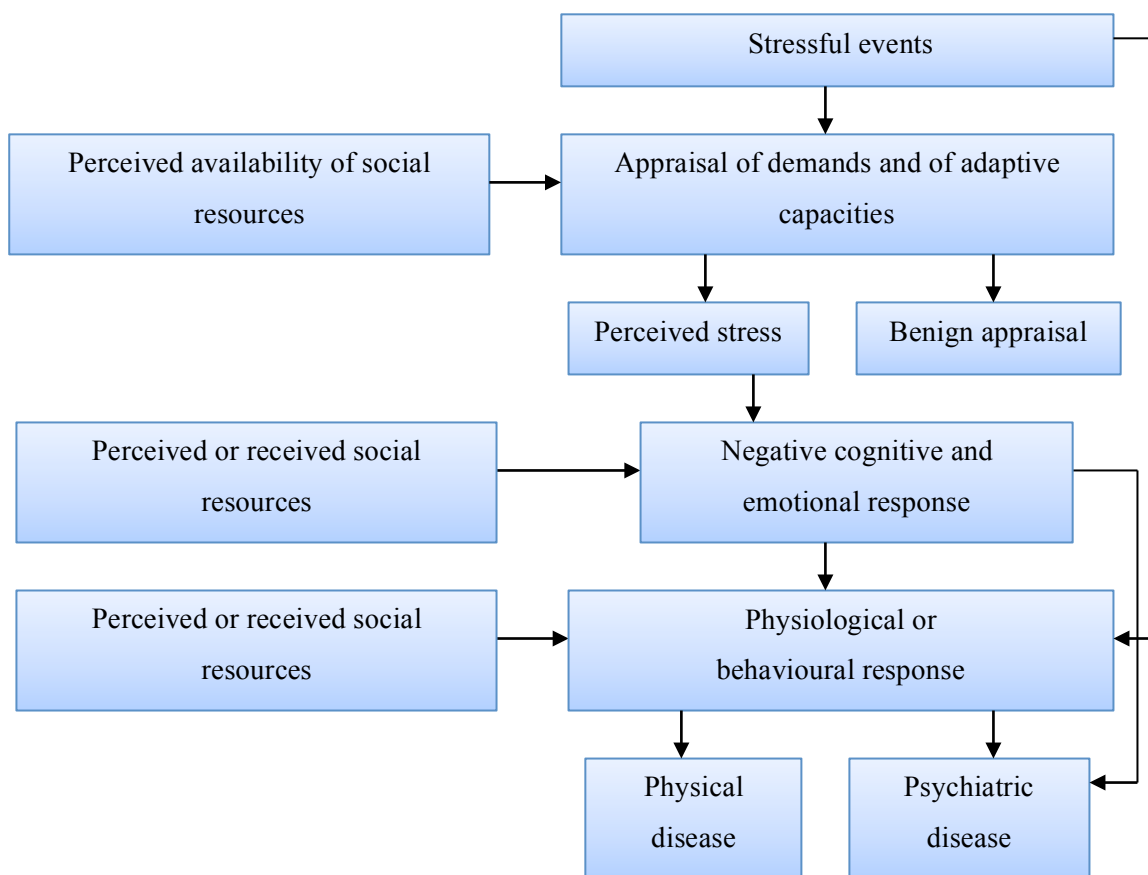 Stressful events
Perceived availability of social
resources
Appraisal of demands and of adaptive
capacities
Perceived stress
Benign appraisal
Perceived or received social
resources
Negative cognitive and
emotional response
Perceived or received social
resources
Physiological or
behavioural response
Physical
disease
Psychiatric
disease